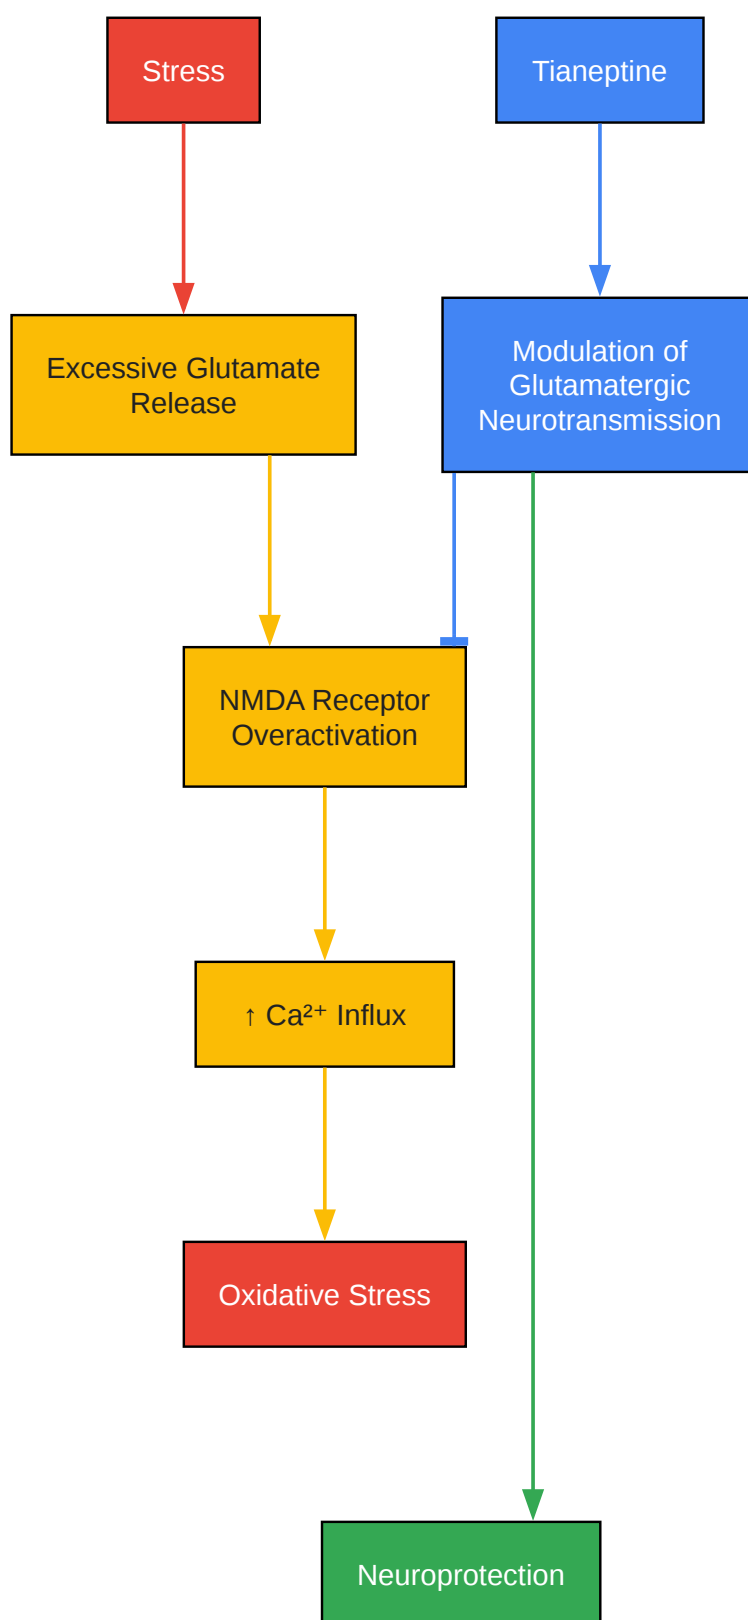 Stress
Tianeptine
Excessive Glutamate
Release
Modulation of
Glutamatergic
Neurotransmission
NMDA Receptor
Overactivation
↑ Ca²⁺ Influx
Oxidative Stress
Neuroprotection